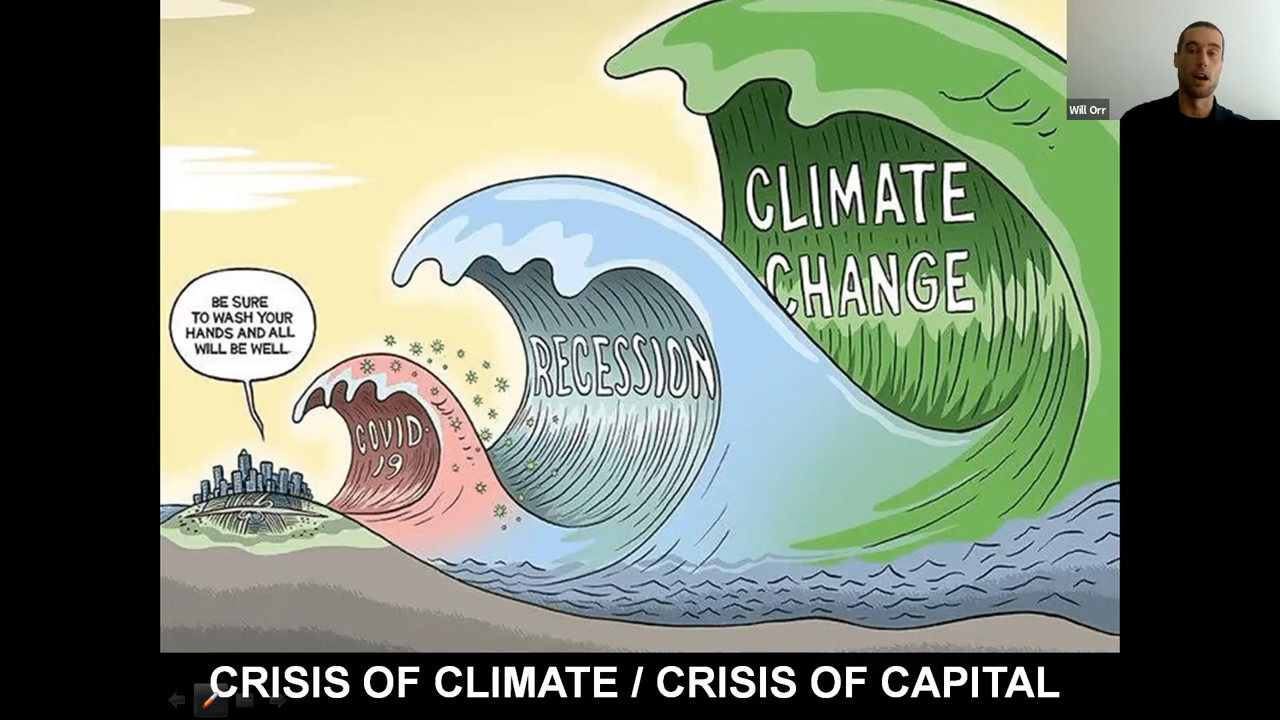 Will Orr
CLIMATE
CHANGE
BE SURE
TO WASH YOUR
HANDS AND ALL
WILL BE WELL.
RECESSION
COVID-
19
CRISIS OF CLIMATE / CRISIS OF CAPITAL